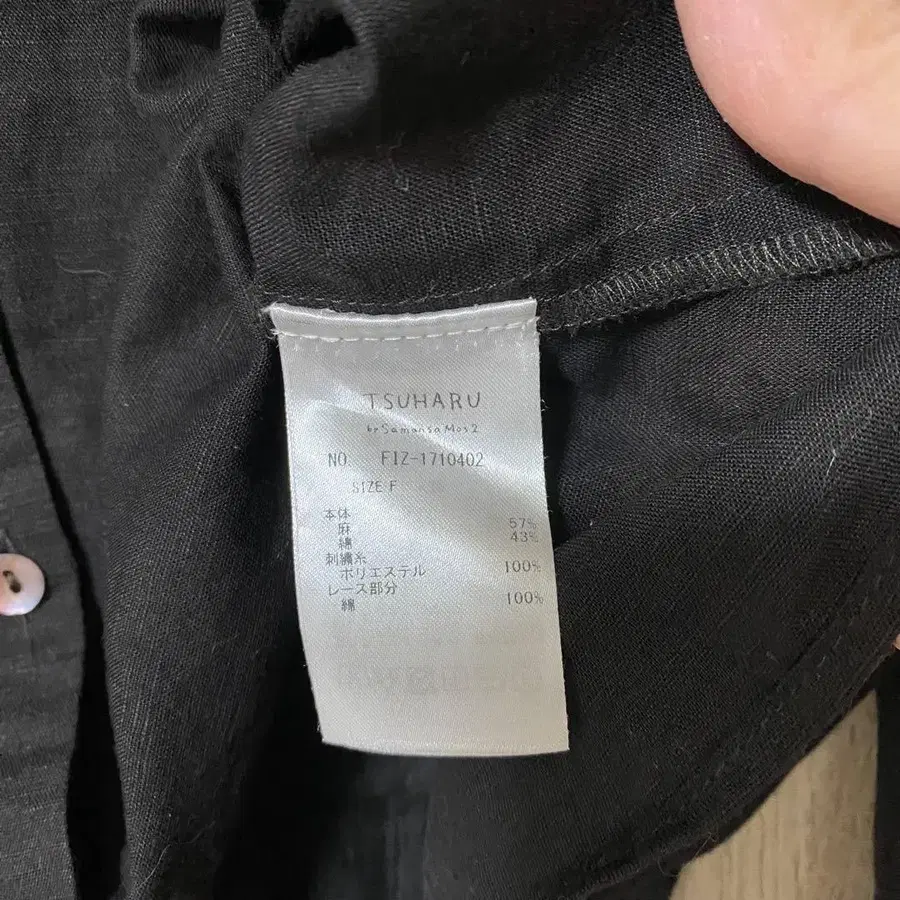 TSUHARU
by Samansa Mos2
NO. FIZ-1710402
SIZE F
本体
麻 57%
綿 43%
刺繍糸
ポリエステル 100%
レース部分
綿 100%